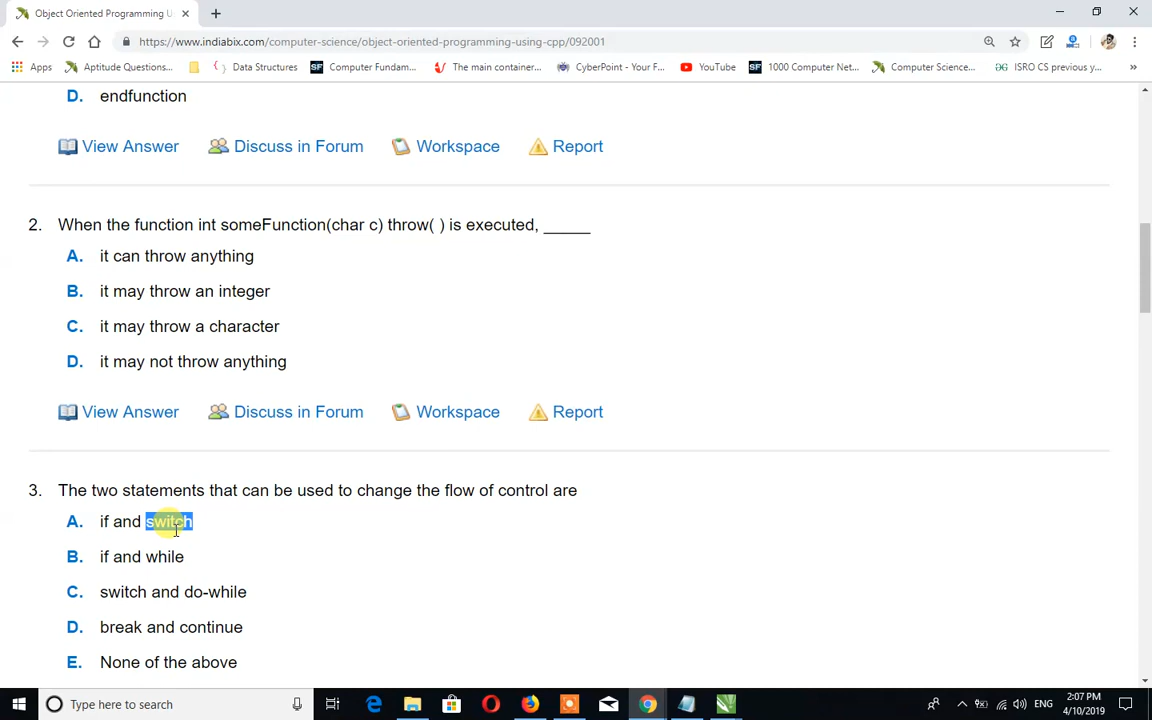 Object Oriented Programming U
https://www.indiabix.com/computer-science/object-oriented-programming-using-cpp/092001
Apps
Aptitude Questions...
Data Structures
SF
Computer Fundam...
The main container...
CyberPoint - Your F...
YouTube
SF
1000 Computer Net...
Computer Science...
ISRO CS previous y...
»
D. endfunction
View Answer
Discuss in Forum
Workspace
Report
2. When the function int someFunction(char c) throw( ) is executed, _____
A. it can throw anything
B. it may throw an integer
C. it may throw a character
D. it may not throw anything
View Answer
Discuss in Forum
Workspace
Report
3. The two statements that can be used to change the flow of control are
A. if and switch
B. if and while
C. switch and do-while
D. break and continue
E. None of the above
Type here to search
ENG
2:07 PM
4/10/2019